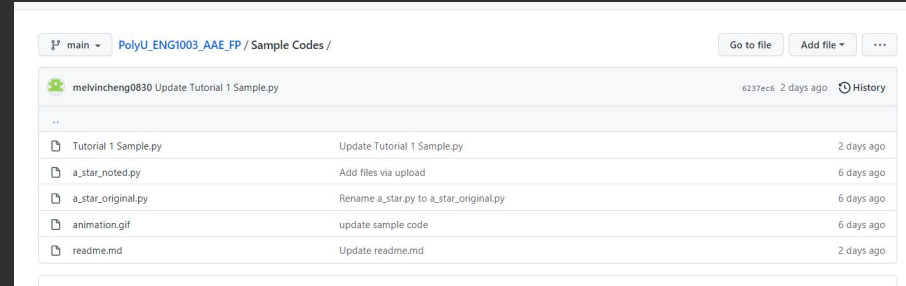 main PolyU_ENG1003_AAE_FP / Sample Codes / Go to file Add file ...
melvincheng0830 Update Tutorial 1 Sample.py 6237ec6 2 days ago History
..
Tutorial 1 Sample.py Update Tutorial 1 Sample.py 2 days ago
a_star_noted.py Add files via upload 6 days ago
a_star_original.py Rename a_star.py to a_star_original.py 6 days ago
animation.gif update sample code 6 days ago
readme.md Update readme.md 2 days ago